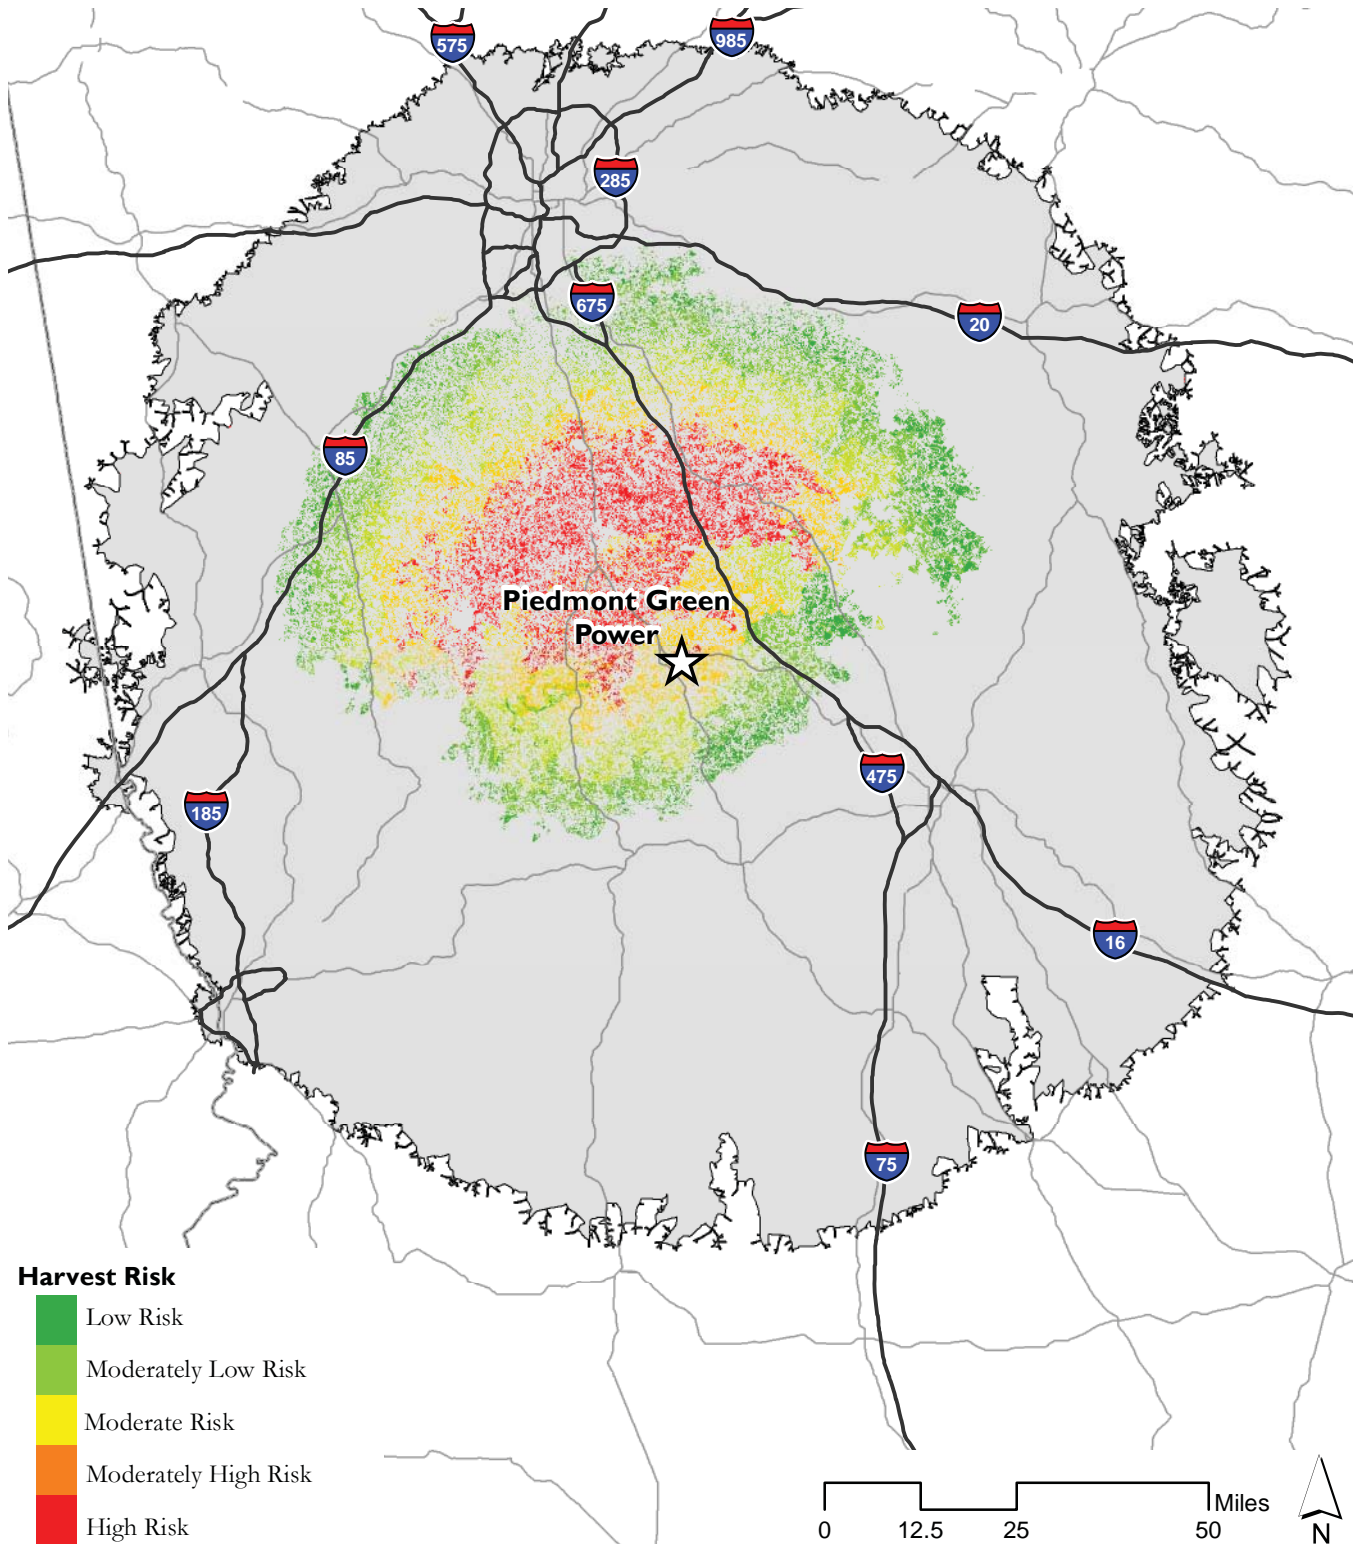 575
985
285
675
20
85
Piedmont Green
Power
475
185
16
75
Harvest Risk
Low Risk
Moderately Low Risk
Moderate Risk
Moderately High Risk
High Risk
Miles
0 12.5 25 50
N